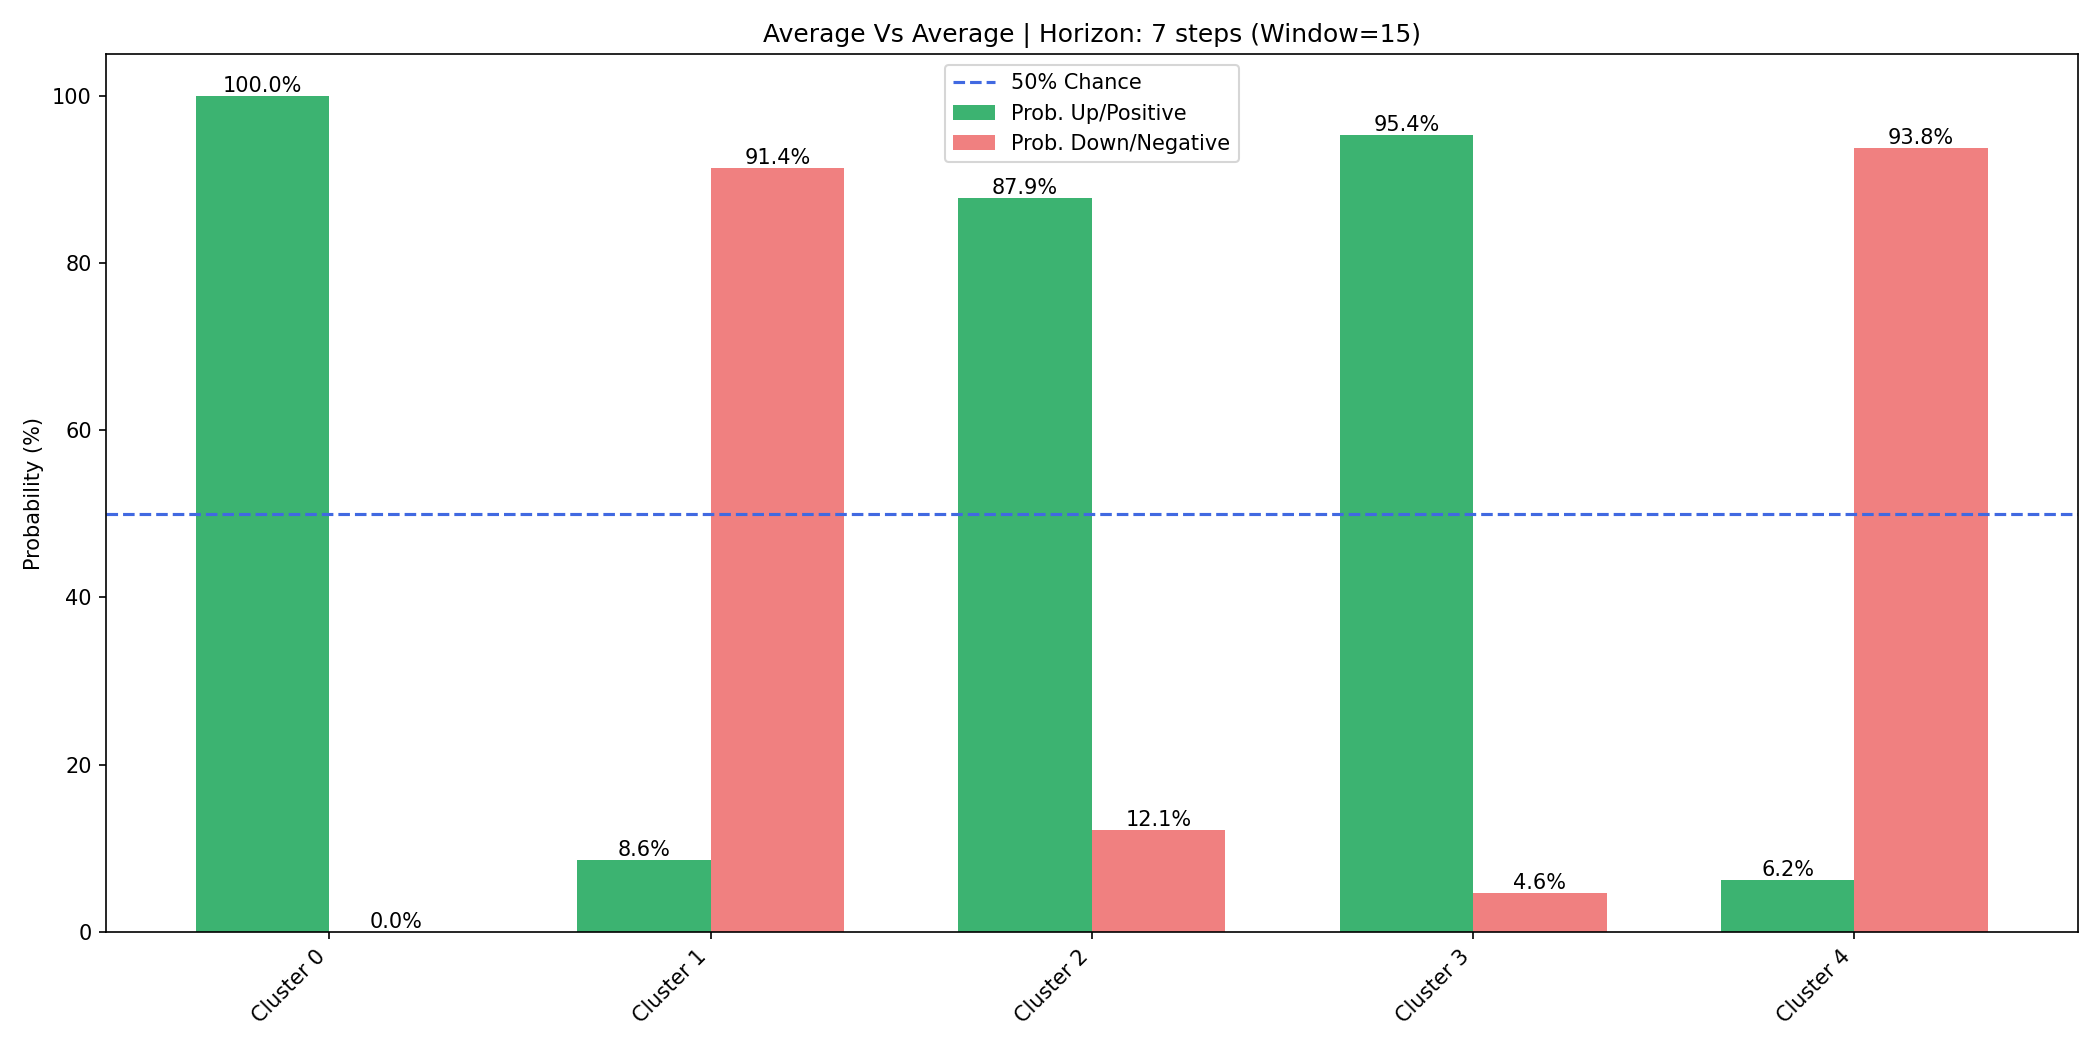 Average Vs Average | Horizon: 7 steps (Window=15)
50% Chance
Prob. Up/Positive
Prob. Down/Negative
Probability (%)
100
80
60
40
20
0
100.0%
0.0%
8.6%
91.4%
87.9%
12.1%
95.4%
4.6%
6.2%
93.8%
Cluster 0
Cluster 1
Cluster 2
Cluster 3
Cluster 4